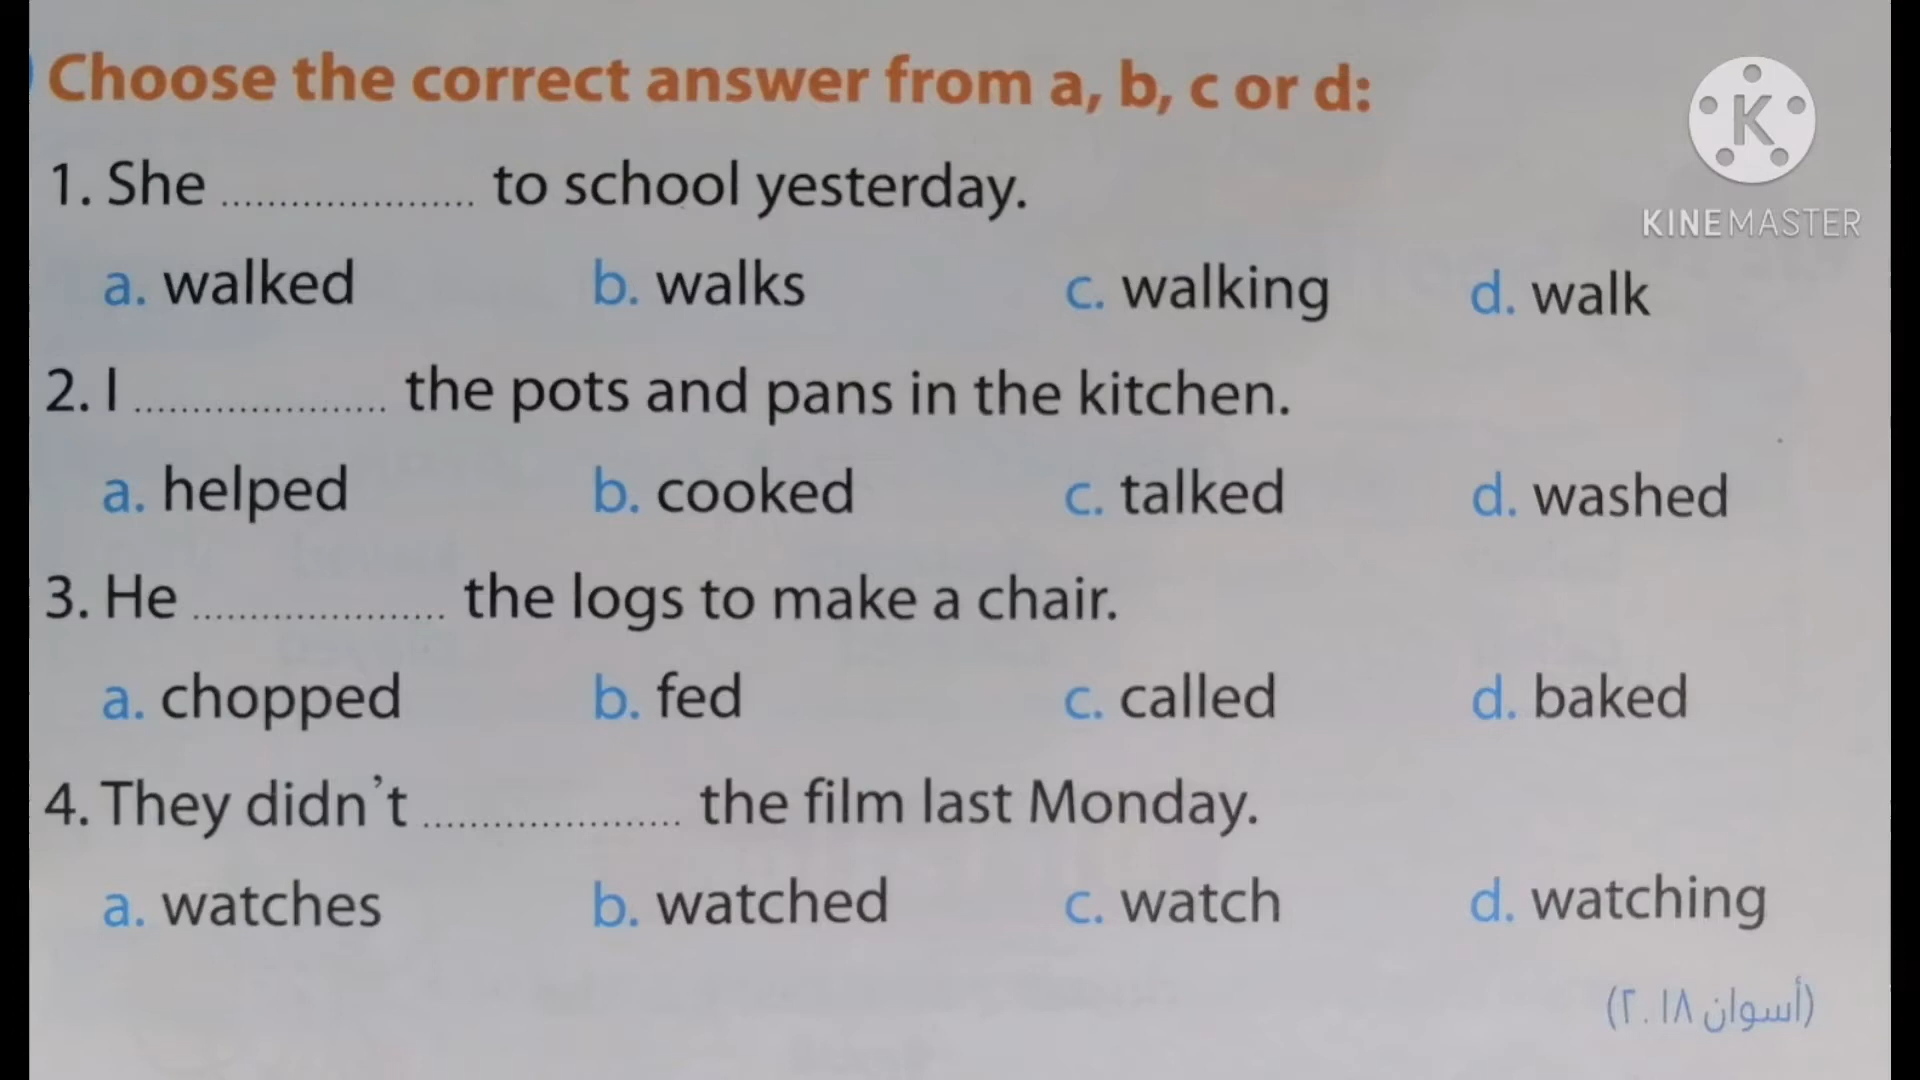 Choose the correct answer from a, b, c or d:
K
KINEMASTER
1. She ..................... to school yesterday.
a. walked b. walks c. walking d. walk
2. I ..................... the pots and pans in the kitchen.
a. helped b. cooked c. talked d. washed
3. He ..................... the logs to make a chair.
a. chopped b. fed c. called d. baked
4. They didn't ..................... the film last Monday.
a. watches b. watched c. watch d. watching
(أسوان ٢٠١٨)